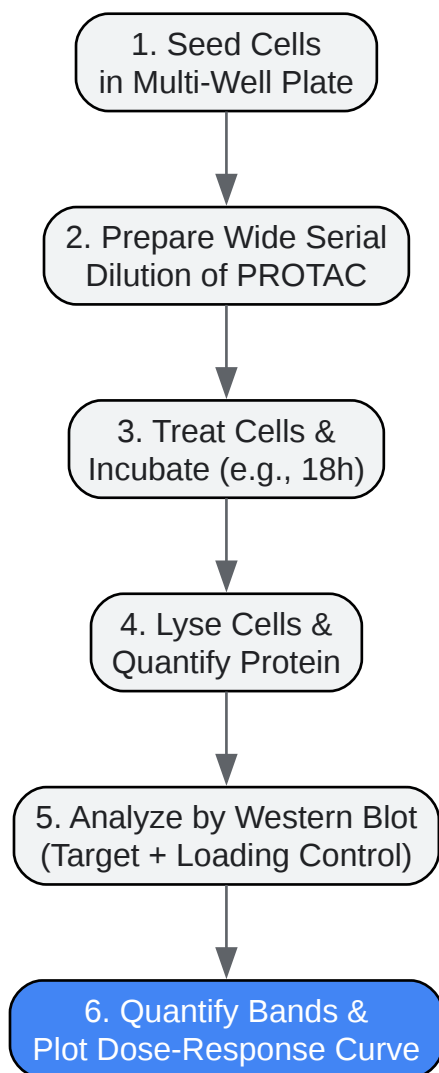 1. Seed Cells
in Multi-Well Plate
2. Prepare Wide Serial
Dilution of PROTAC
3. Treat Cells &
Incubate (e.g., 18h)
4. Lyse Cells &
Quantify Protein
5. Analyze by Western Blot
(Target + Loading Control)
6. Quantify Bands &
Plot Dose-Response Curve